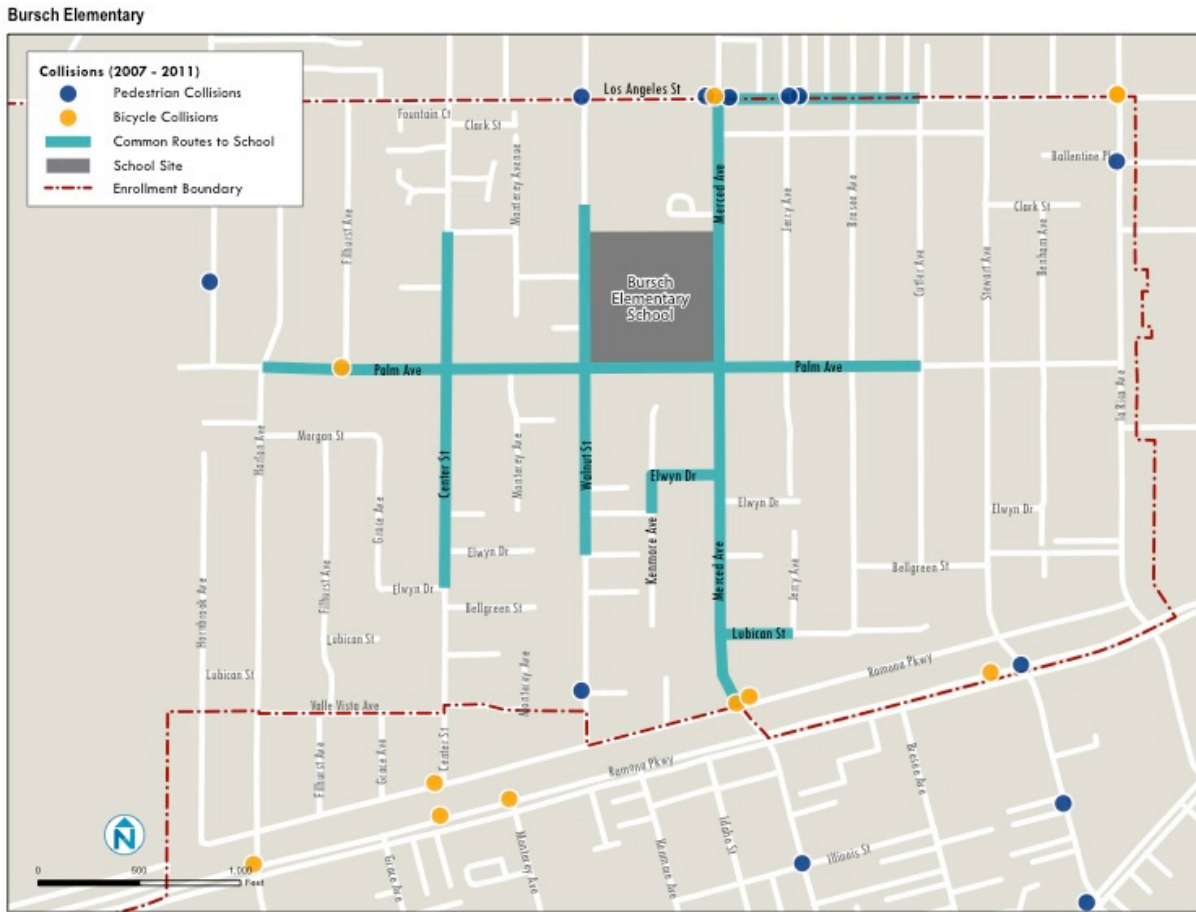 Bursch Elementary
Collisions (2007 - 2011)
Pedestrian Collisions
Bicycle Collisions
Common Routes to School
School Site
Enrollment Boundary
Los Angeles St
Fountain Ct
Clark St
Monterey Avenue
Filhurst Ave
Merced Ave
Jerry Ave
Bresee Ave
Cutler Ave
Stewart Ave
Benham Ave
Clark St
Ballentine Pl
La Rica Ave
Bursch
Elementary
School
Palm Ave
Palm Ave
Harlan Ave
Morgan St
Grace Ave
Center St
Monterey Ave
Walnut St
Elwyn Dr
Kenmore Ave
Merced Ave
Elwyn Dr
Elwyn Dr
Elwyn Dr
Elwyn Dr
Hornbrook Ave
Filhurst Ave
Lubican St
Lubican St
Bellgreen St
Bellgreen St
Jerry Ave
Lubican St
Monterey Ave
Valle Vista Ave
Ramona Pkwy
Ramona Pkwy
Filhurst Ave
Grace Ave
Center St
Bresee Ave
Idaho St
Kenmore Ave
Monterey Ave
Grace Ave
Illinois St
N
0 500 1,000
Feet